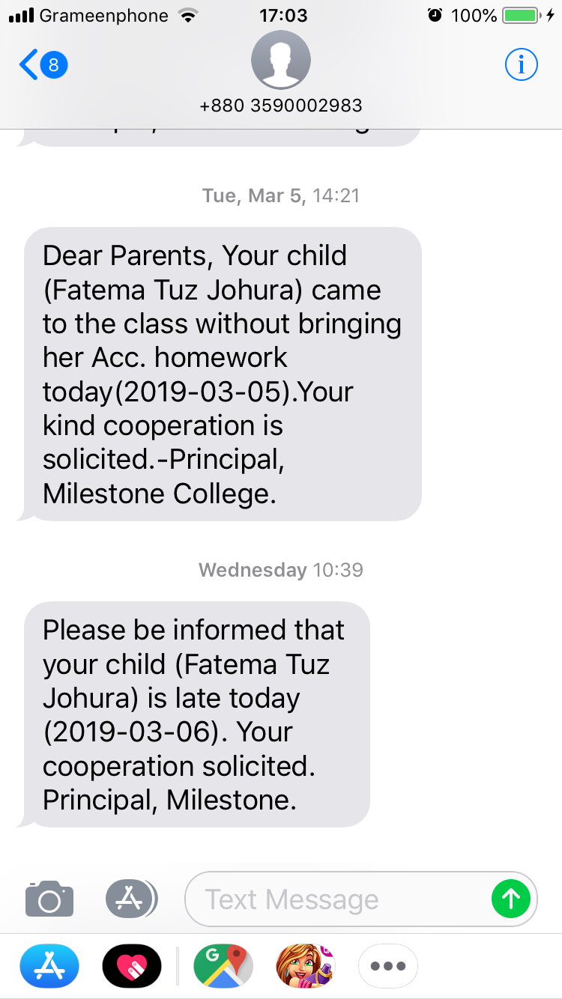 Grameenphone 17:03 100%
8
+880 3590002983
Tue, Mar 5, 14:21
Dear Parents, Your child
(Fatema Tuz Johura) came
to the class without bringing
her Acc. homework
today(2019-03-05).Your
kind cooperation is
solicited.-Principal,
Milestone College.
Wednesday 10:39
Please be informed that
your child (Fatema Tuz
Johura) is late today
(2019-03-06). Your
cooperation solicited.
Principal, Milestone.
Text Message
G